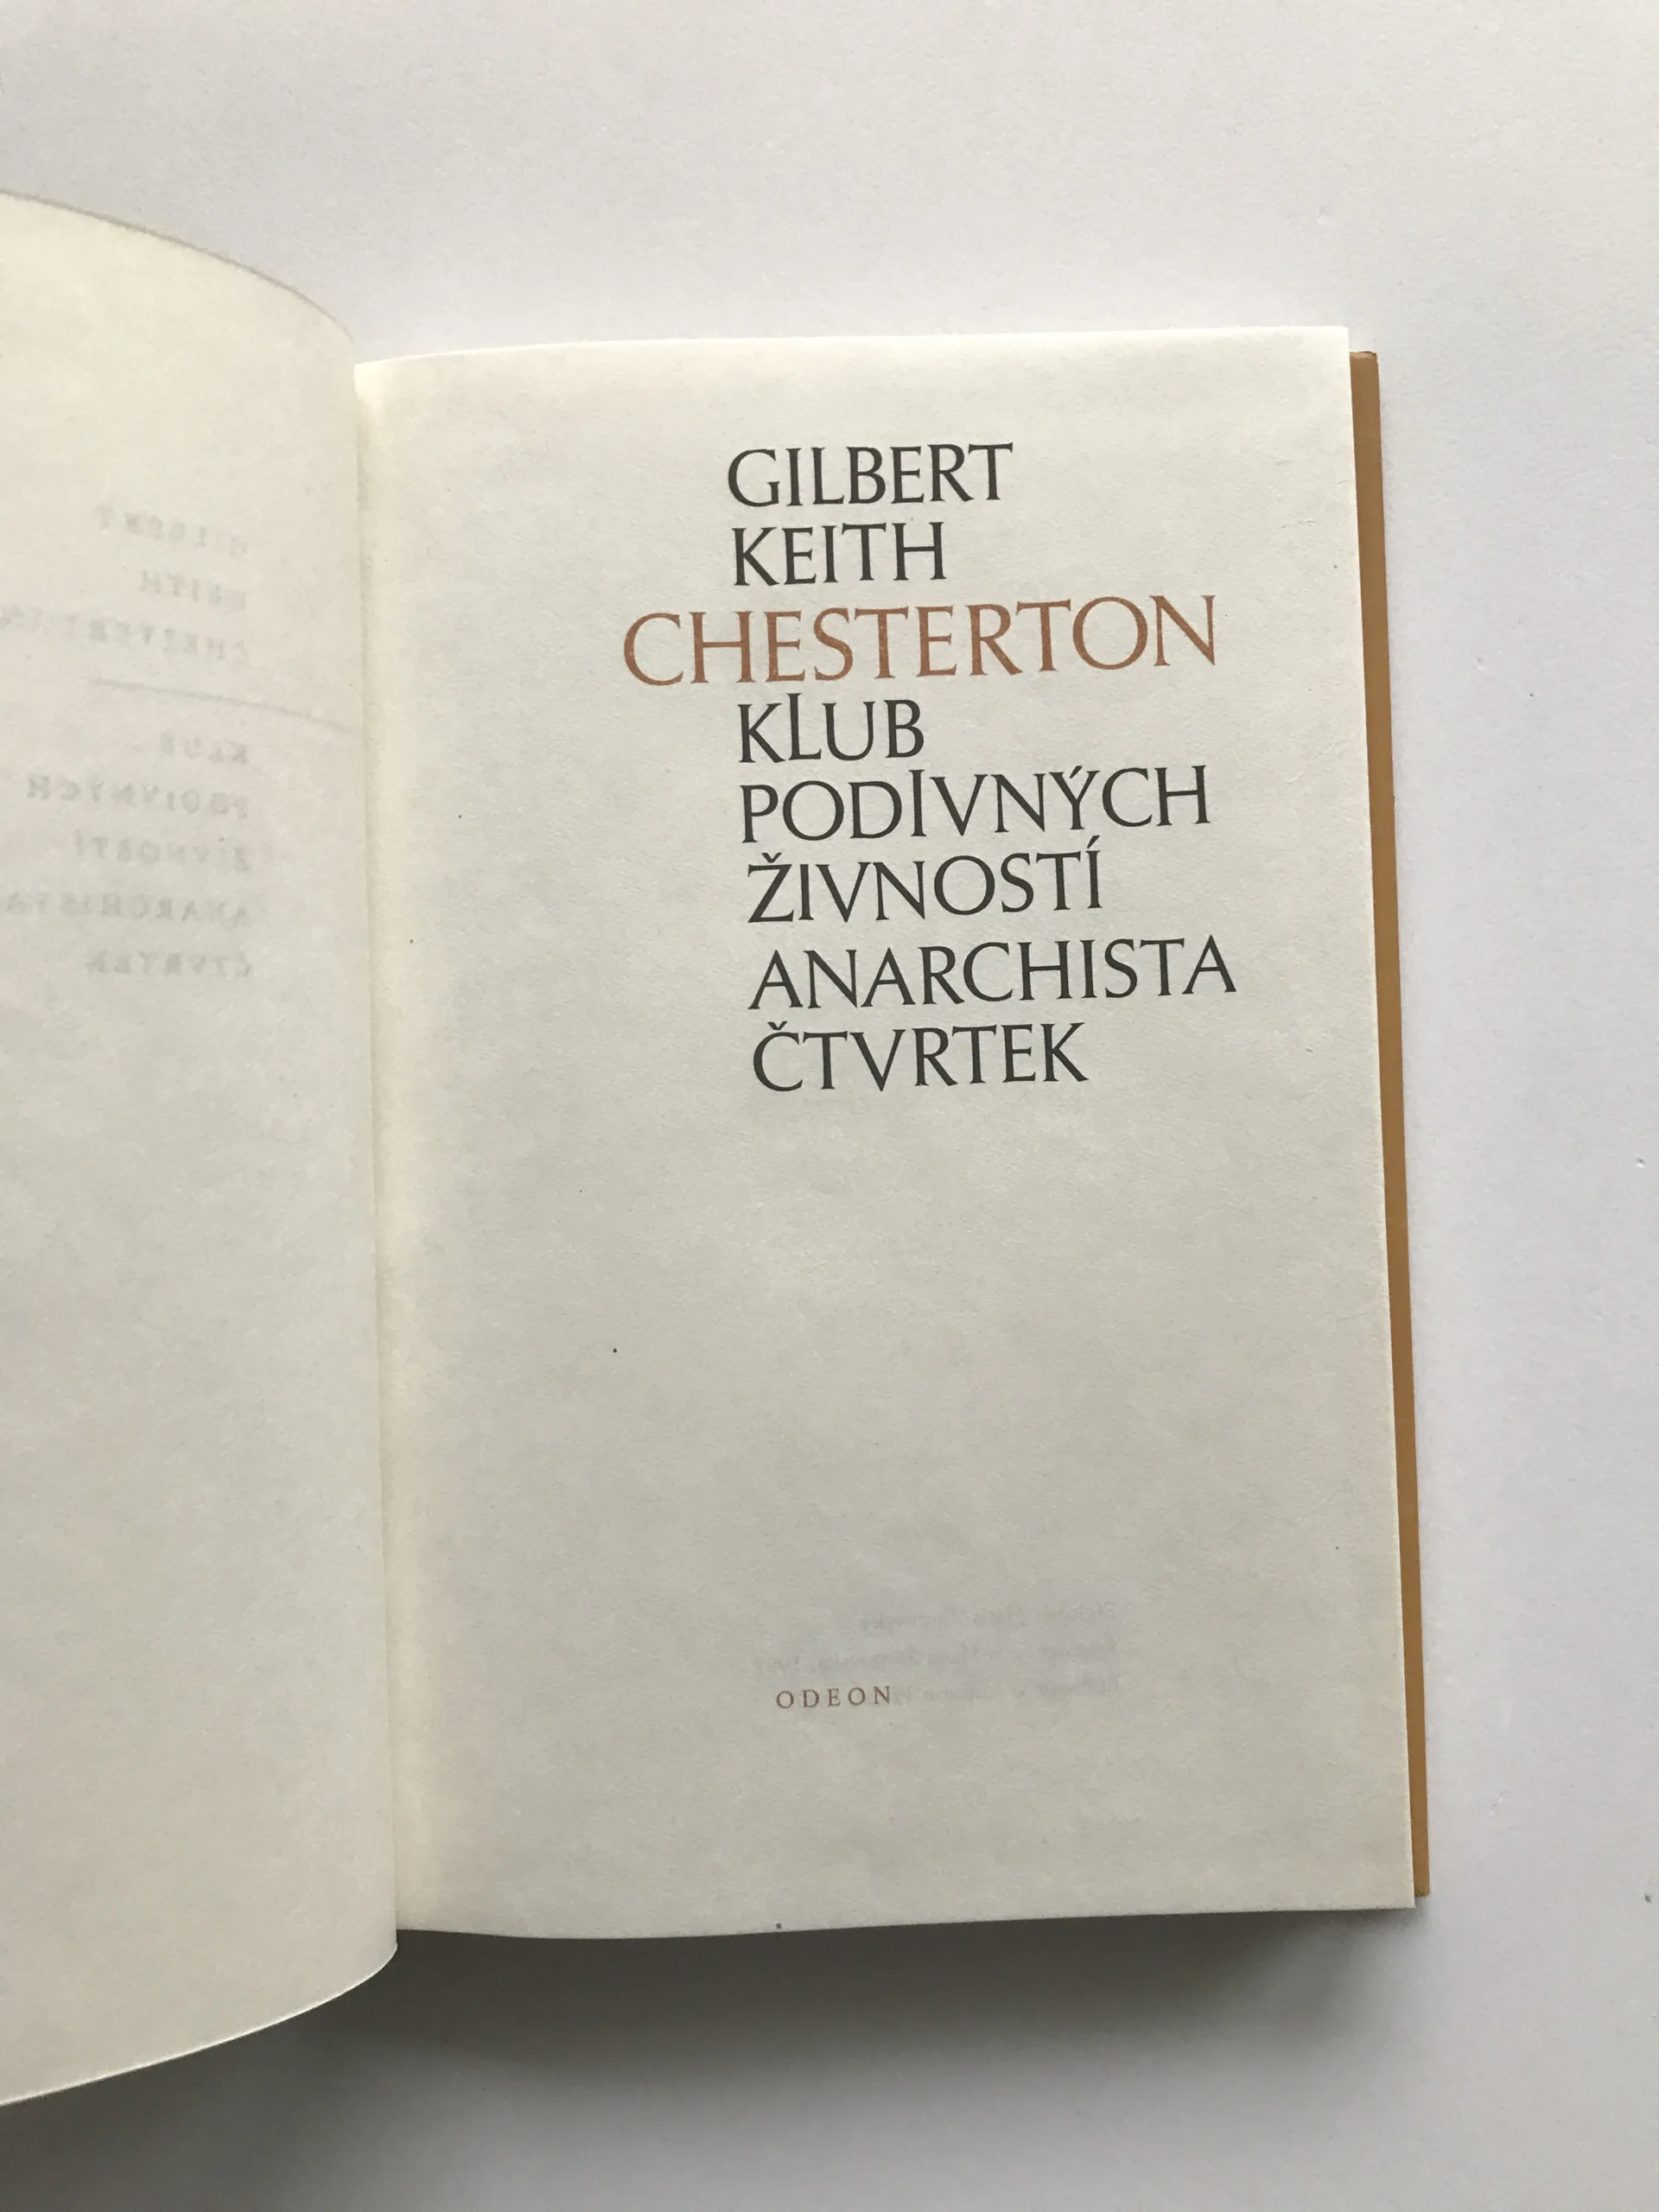 GILBERT
KEITH
CHESTERTON
KLUB
PODIVNÝCH
ŽIVNOSTÍ
ANARCHISTA
ČTVRTEK
ODEON